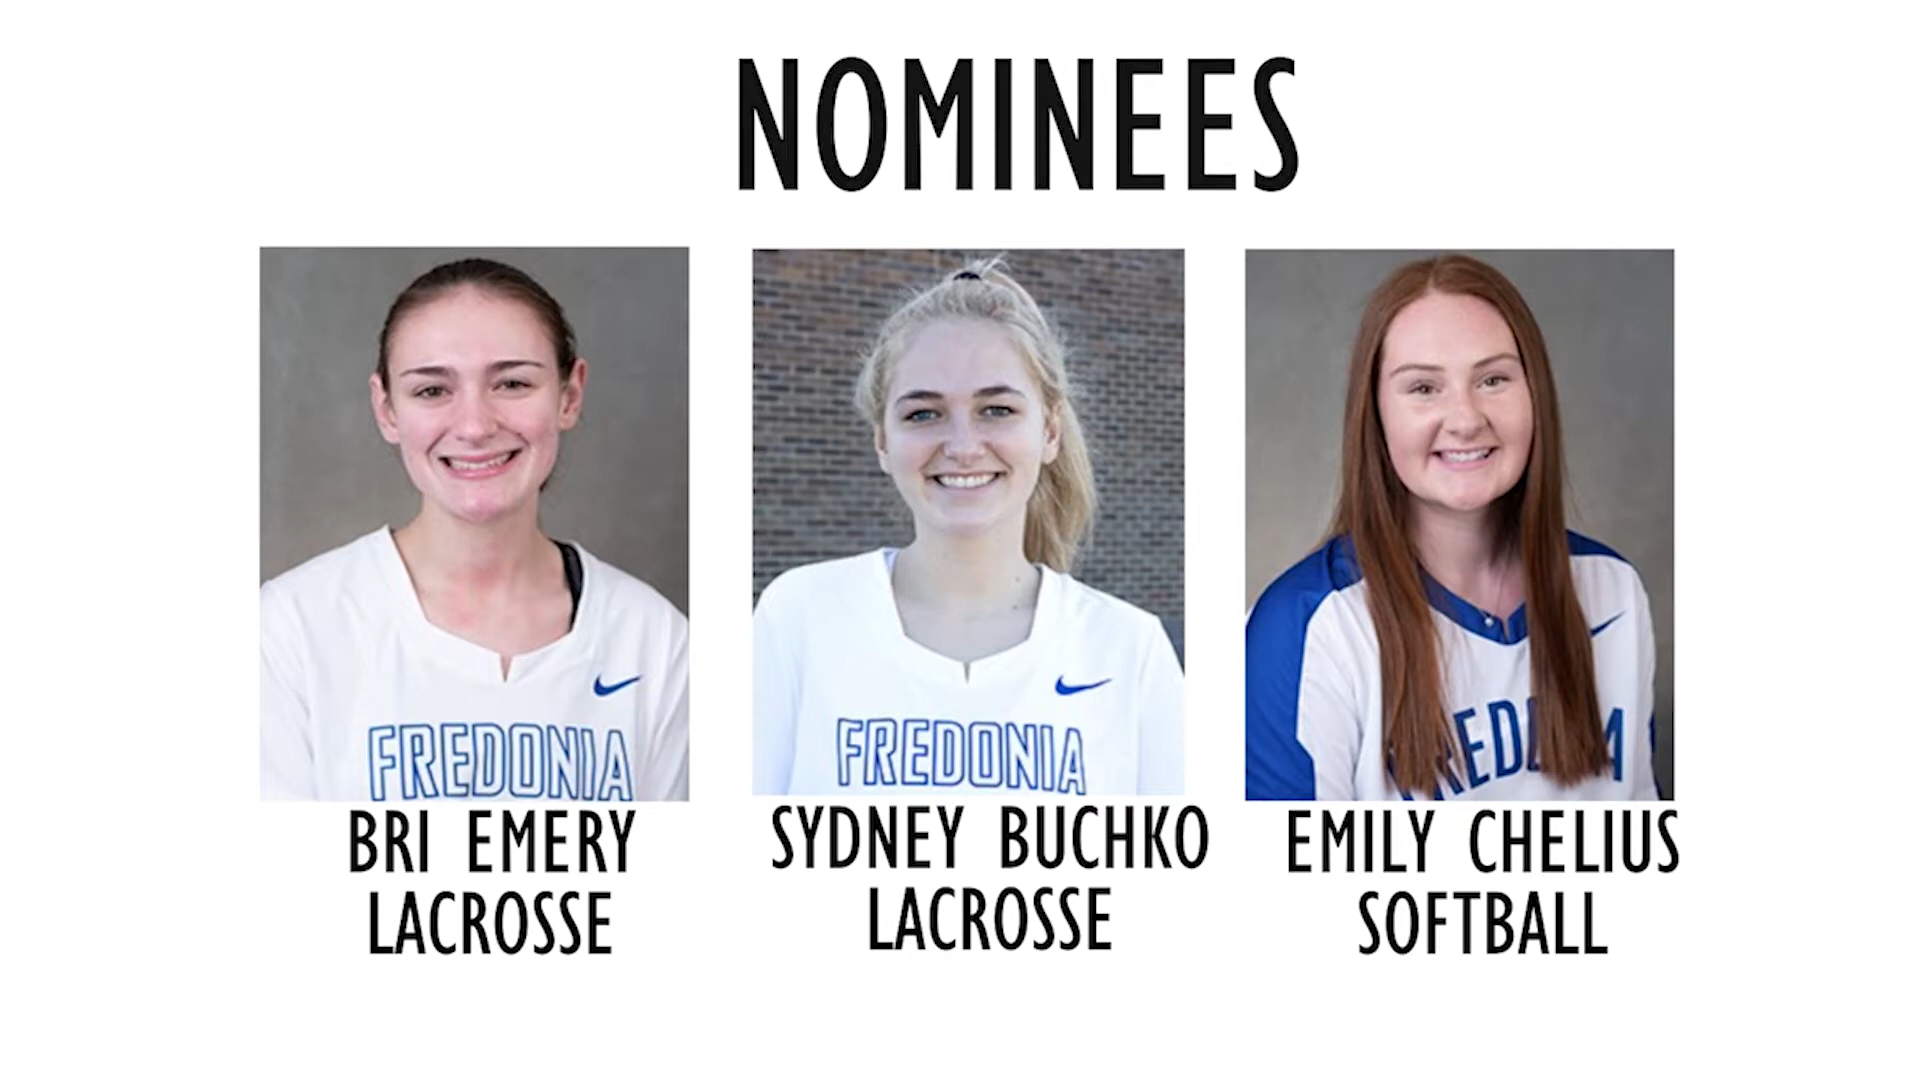 NOMINEES
FREDONIA
FREDONIA
BRI EMERY
LACROSSE
SYDNEY BUCHKO
LACROSSE
EMILY CHELIUS
SOFTBALL